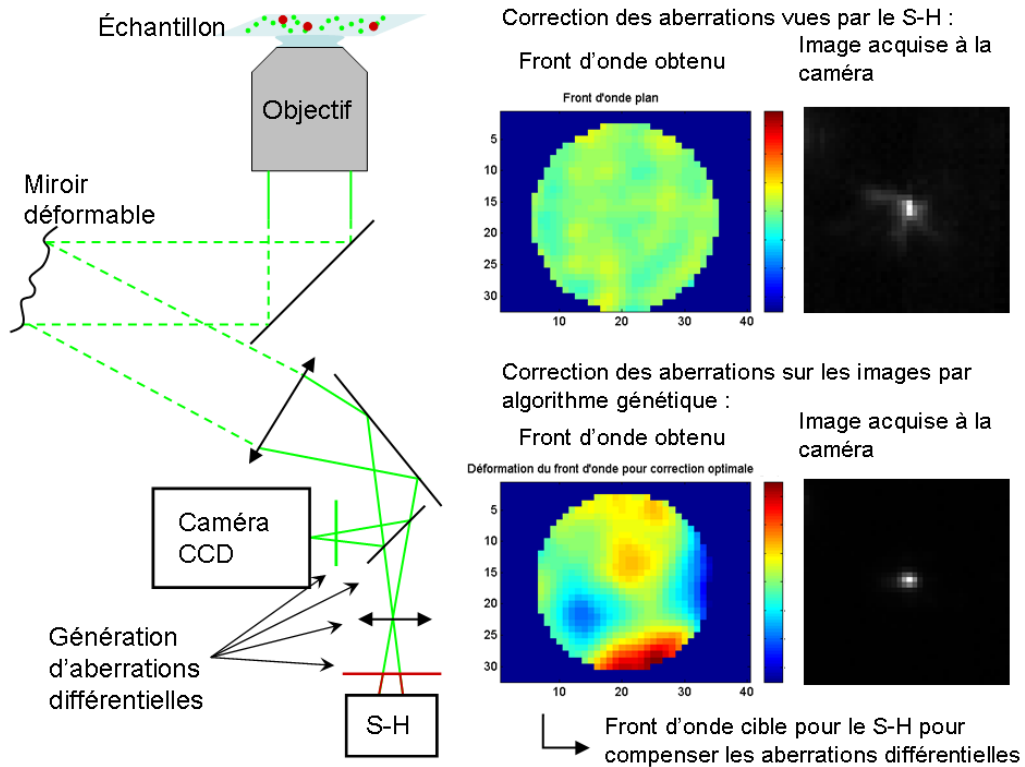 Échantillon
Objectif
Miroir
déformable
Caméra
CCD
Génération
d'aberrations
différentielles
S-H
Correction des aberrations vues par le S-H :
Front d'onde obtenu
Image acquise à la
caméra
Front d'onde plan
5
10
15
20
25
30
10
20
30
40
Correction des aberrations sur les images par
algorithme génétique :
Front d'onde obtenu
Image acquise à la
caméra
Déformation du front d'onde pour correction optimale
5
10
15
20
25
30
10
20
30
40
Front d'onde cible pour le S-H pour
compenser les aberrations différentielles